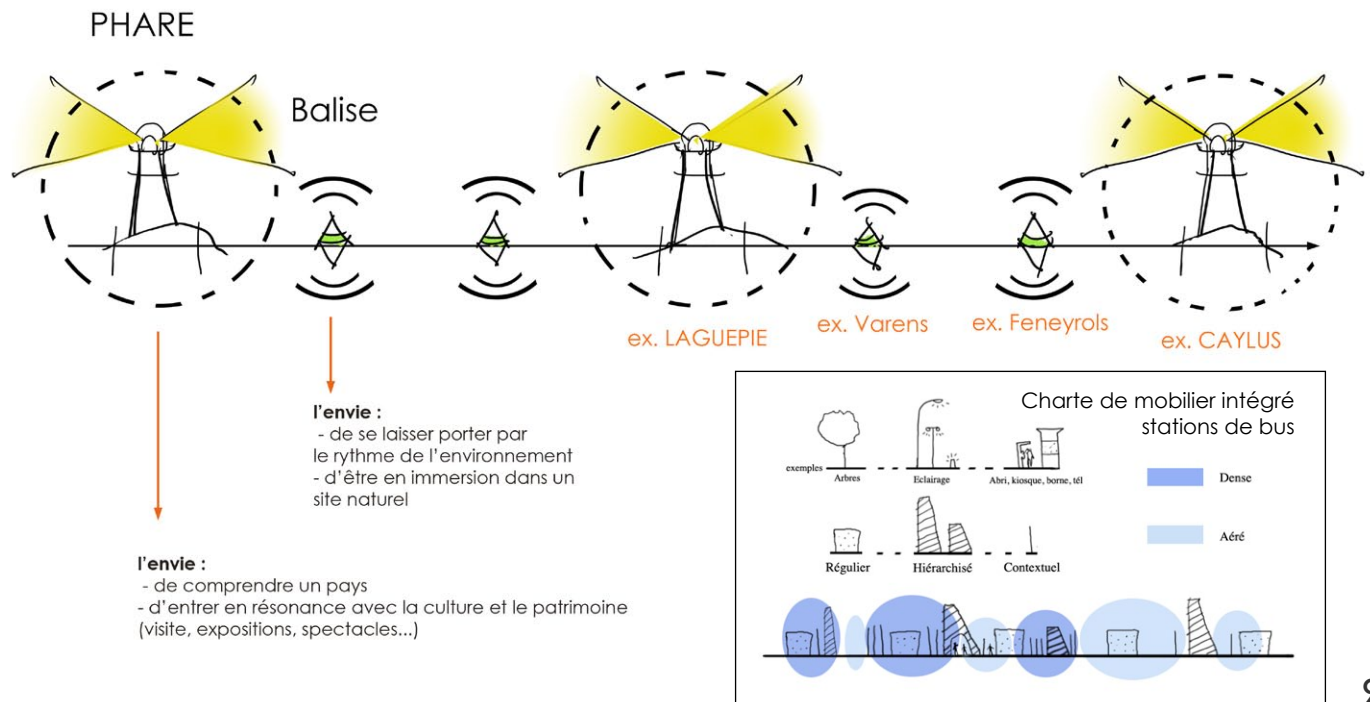 PHARE
Balise
ex. LAGUEPIE
ex. Varens
ex. Feneyrols
ex. CAYLUS
l'envie :
- de se laisser porter par
le rythme de l'environnement
- d'être en immersion dans un
site naturel
l'envie :
- de comprendre un pays
- d'entrer en résonance avec la culture et le patrimoine
(visite, expositions, spectacles...)
Charte de mobilier intégré
stations de bus
exemples
Arbres
Eclairage
Abri, kiosque, borne, tél
Dense
Aéré
Régulier
Hiérarchisé
Contextuel